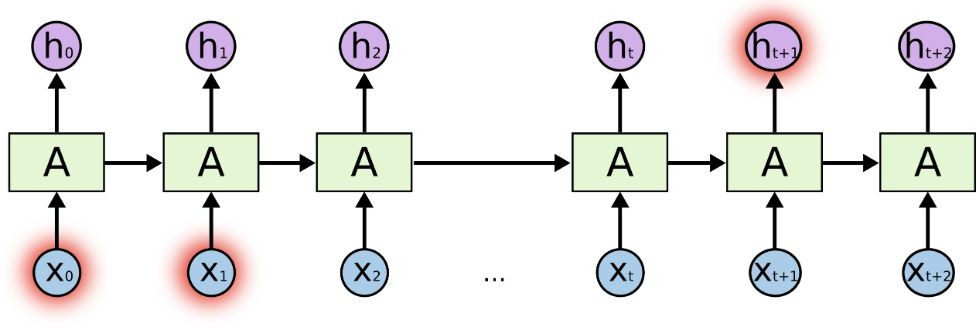 h₀ h₁ h₂ hₜ hₜ₊₁ hₜ₊₂
A A A A A A
x₀ x₁ x₂ ... xₜ xₜ₊₁ xₜ₊₂